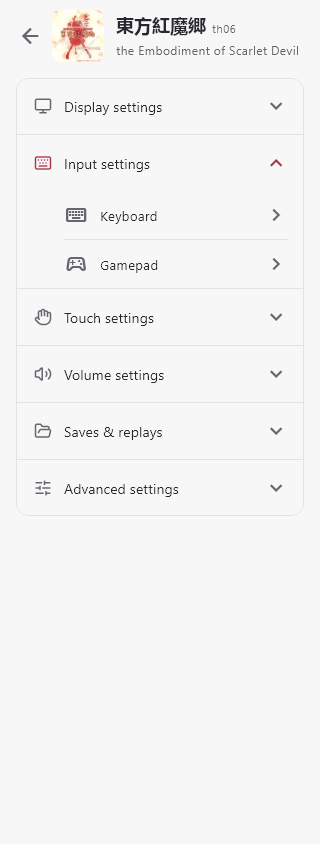 東方紅魔郷 th06
the Embodiment of Scarlet Devil
Display settings
Input settings
Keyboard
Gamepad
Touch settings
Volume settings
Saves & replays
Advanced settings